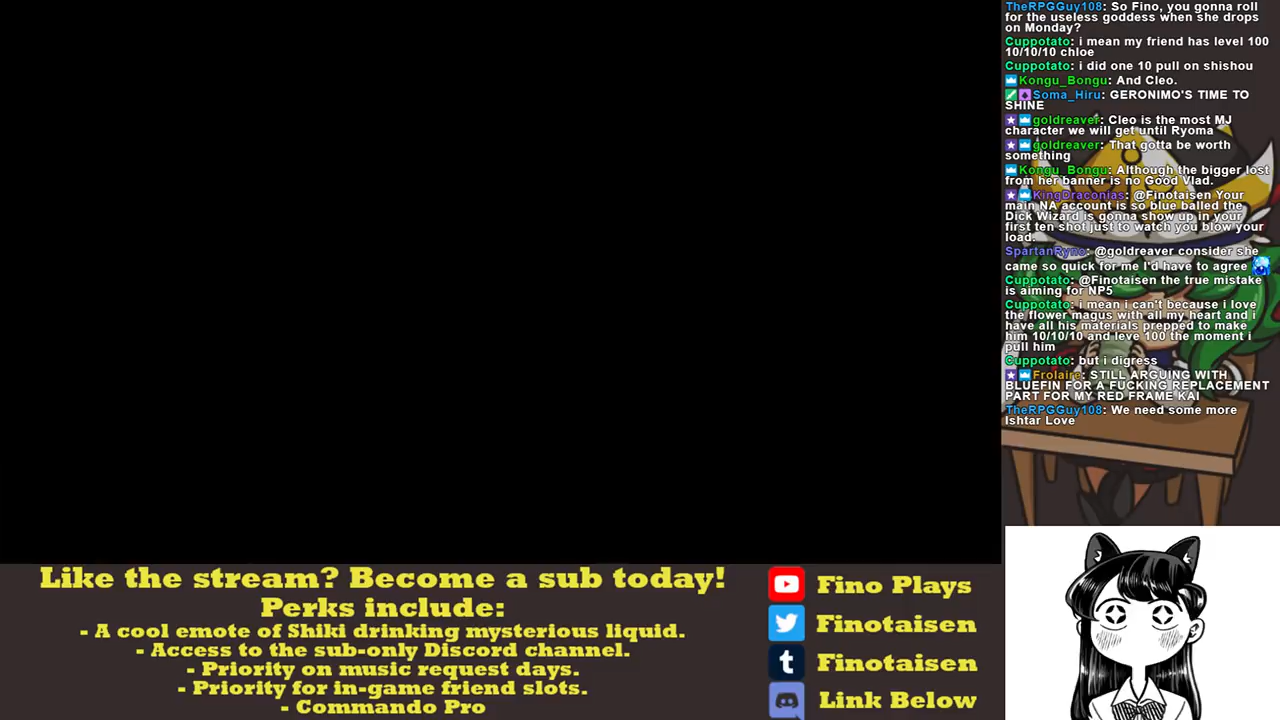 TheRPGGuy108: So Fino, you gonna roll
for the useless goddess when she drops
on Monday?
Cuppotato: i mean my friend has level 100
10/10/10 chloe
Cuppotato: i did one 10 pull on shishou
Kongu_Bongu: And Cleo.
Soma_Hiru: GERONIMO'S TIME TO
SHINE
goldreaver: Cleo is the most MJ
character we will get until Ryoma
goldreaver: That gotta be worth
something
Kongu_Bongu: Although the bigger lost
from her banner is no Good Vlad.
KingDraconias: @Finotaisen Your
main NA account is so blue balled the
Dick Wizard is gonna show up in your
first ten shot just to watch you blow your
load.
SpartanRyno: @goldreaver consider she
came so quick for me I'd have to agree
Cuppotato: @Finotaisen the true mistake
is aiming for NP5
Cuppotato: i mean i can't because i love
the flower magus with all my heart and i
have all his materials prepped to make
him 10/10/10 and leve 100 the moment i
pull him
Cuppotato: but i digress
Frolaire: STILL ARGUING WITH
BLUEFIN FOR A FUCKING REPLACEMENT
PART FOR MY RED FRAME KAI
TheRPGGuy108: We need some more
Ishtar Love
Like the stream? Become a sub today!
Perks include:
- A cool emote of Shiki drinking mysterious liquid.
- Access to the sub-only Discord channel.
- Priority on music request days.
- Priority for in-game friend slots.
- Commando Pro
Fino Plays
Finotaisen
Finotaisen
Link Below